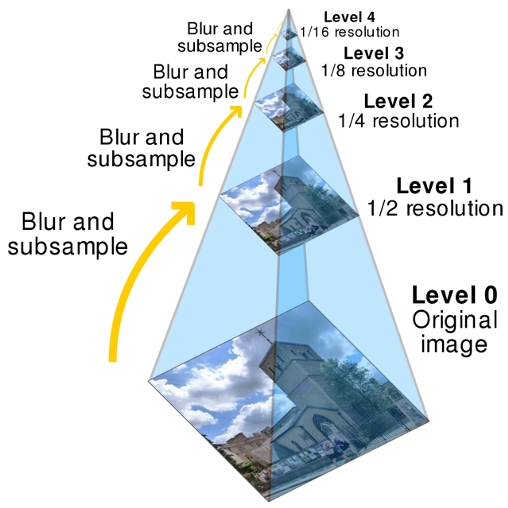 Level 4
1/16 resolution
Blur and
subsample
Level 3
1/8 resolution
Blur and
subsample
Level 2
1/4 resolution
Blur and
subsample
Level 1
1/2 resolution
Blur and
subsample
Level 0
Original
image